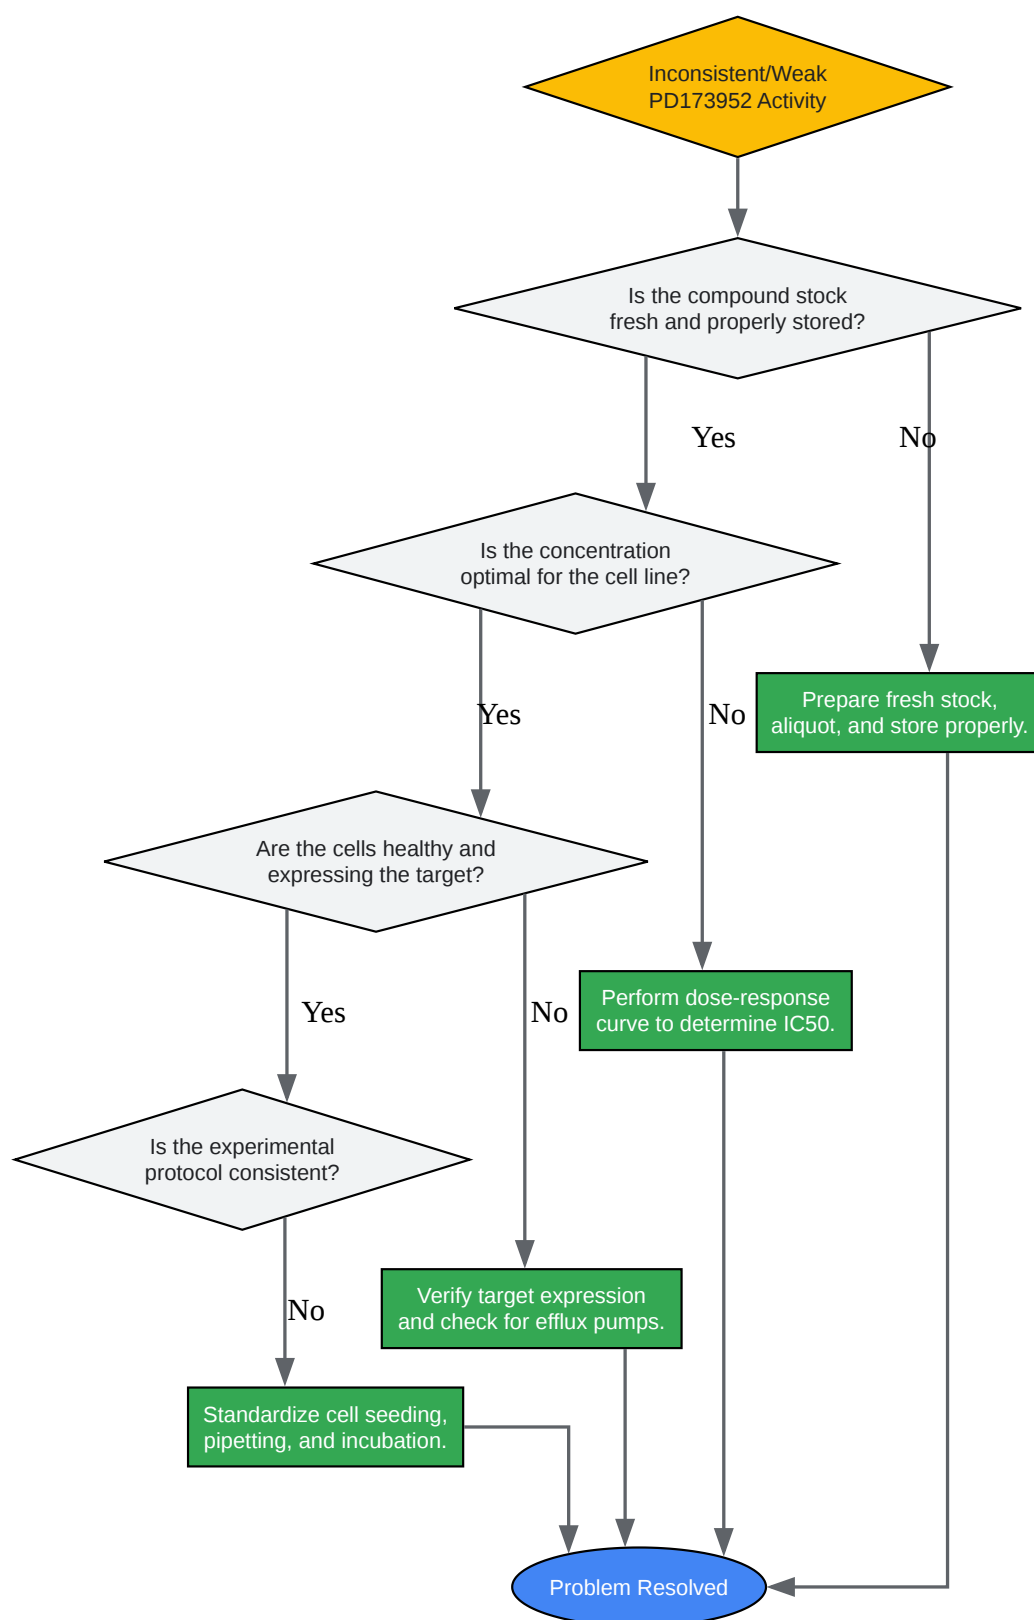 Inconsistent/Weak
PD173952 Activity
Is the compound stock
fresh and properly stored?
Yes
No
Is the concentration
optimal for the cell line?
Yes
No
Prepare fresh stock,
aliquot, and store properly.
Are the cells healthy and
expressing the target?
Yes
No
Perform dose-response
curve to determine IC50.
Is the experimental
protocol consistent?
No
Verify target expression
and check for efflux pumps.
Standardize cell seeding,
pipetting, and incubation.
Problem Resolved